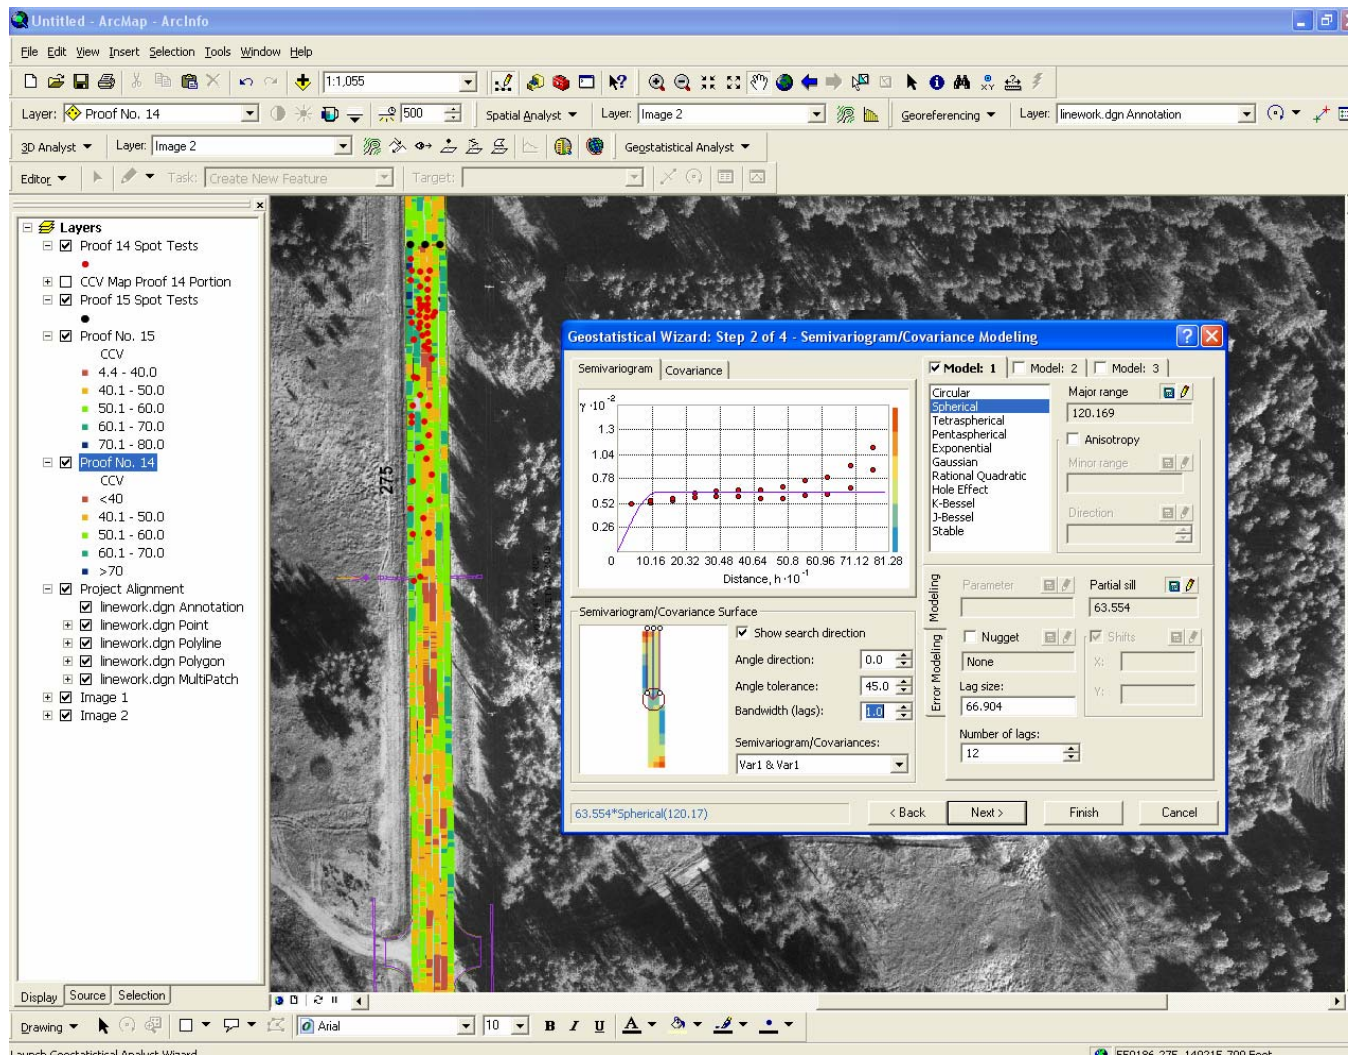 Untitled - ArcMap - ArcInfo
File Edit View Insert Selection Tools Window Help
1:1,055
Layer: Proof No. 14 500 Spatial Analyst Layer: Image 2 Georeferencing Layer: linework.dgn Annotation
3D Analyst Layer: Image 2 Geostatistical Analyst
Editor Task: Create New Feature Target:
Layers
Proof 14 Spot Tests
CCV Map Proof 14 Portion
Proof 15 Spot Tests
Proof No. 15
CCV
4.4 - 40.0
40.1 - 50.0
50.1 - 60.0
60.1 - 70.0
70.1 - 80.0
Proof No. 14
CCV
<40
40.1 - 50.0
50.1 - 60.0
60.1 - 70.0
>70
Project Alignment
linework.dgn Annotation
linework.dgn Point
linework.dgn Polyline
linework.dgn Polygon
linework.dgn MultiPatch
Image 1
Image 2
Display Source Selection
275
Geostatistical Wizard: Step 2 of 4 - Semivariogram/Covariance Modeling
Semivariogram Covariance
γ·10⁻²
1.3
1.04
0.78
0.52
0.26
0 10.16 20.32 30.48 40.64 50.8 60.96 71.12 81.28
Distance, h·10⁻¹
Semivariogram/Covariance Surface
Show search direction
Angle direction: 0.0
Angle tolerance: 45.0
Bandwidth (lags): 1.0
Semivariogram/Covariances:
Var1 & Var1
Model: 1 Model: 2 Model: 3
Circular
Spherical
Tetraspherical
Pentaspherical
Exponential
Gaussian
Rational Quadratic
Hole Effect
K-Bessel
J-Bessel
Stable
Major range
120.169
Anisotropy
Minor range
Direction
Modeling
Error Modeling
Parameter Partial sill
63.554
Nugget Shifts
None X:
Lag size: Y:
66.904
Number of lags:
12
63.554*Spherical(120.17) < Back Next > Finish Cancel
Drawing Arial 10 B I U A
Launch Geostatistical Analyst Wizard